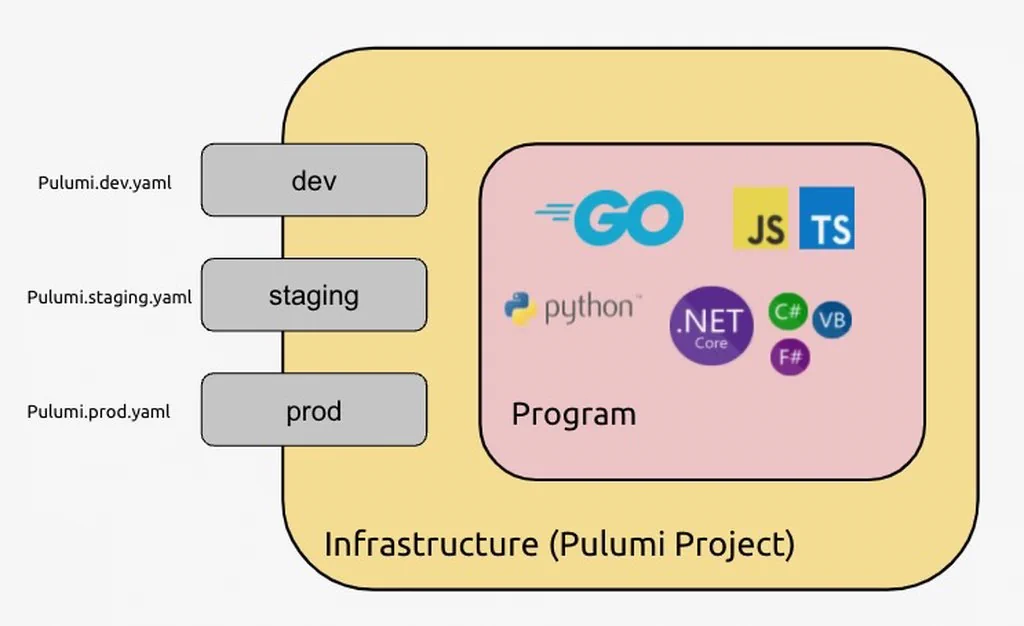 Pulumi.dev.yaml
dev
Pulumi.staging.yaml
staging
Pulumi.prod.yaml
prod
GO
JS
TS
python™
.NET
Core
C#
VB
F#
Program
Infrastructure (Pulumi Project)